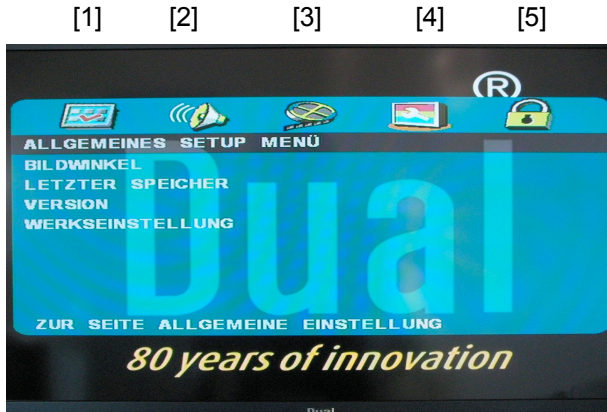 [1] [2] [3] [4] [5]
®
ALLGEMEINES SETUP MENÜ
BILDWINKEL
LETZTER SPEICHER
VERSION
WERKSEINSTELLUNG
Dual
ZUR SEITE ALLGEMEINE EINSTELLUNG
80 years of innovation
Dual